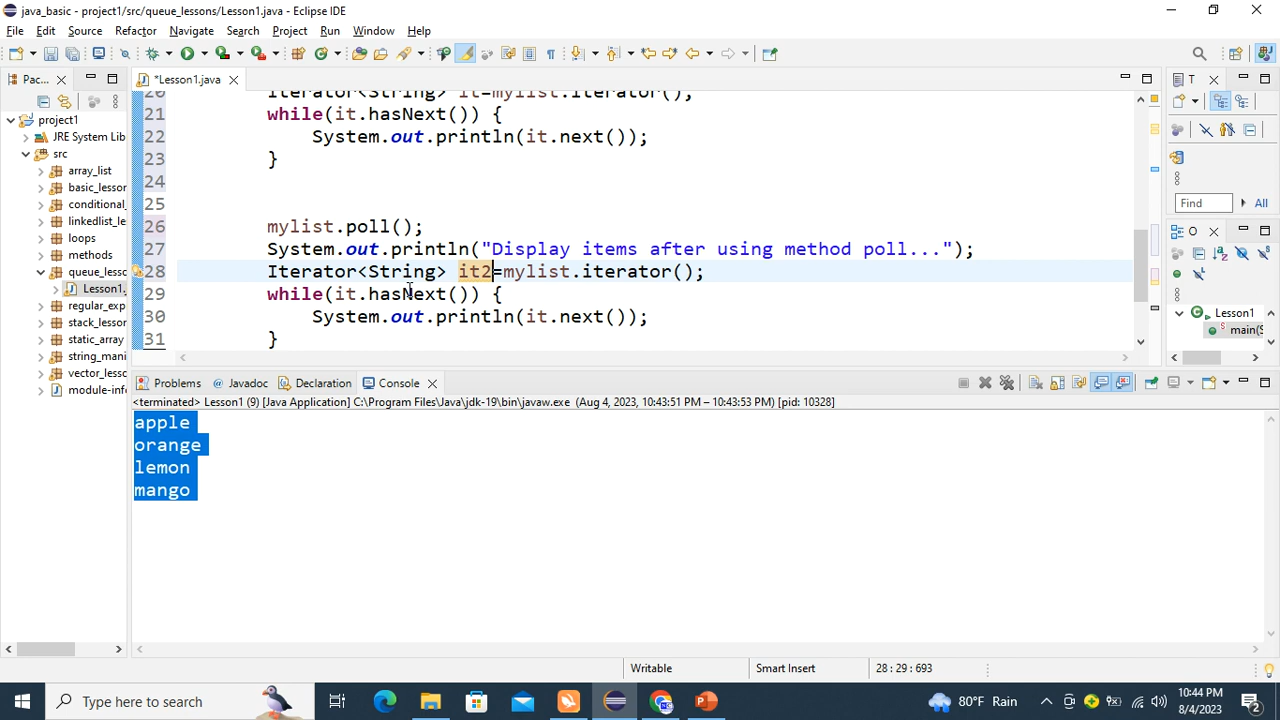 java_basic - project1/src/queue_lessons/Lesson1.java - Eclipse IDE
File Edit Source Refactor Navigate Search Project Run Window Help
Pac...
*Lesson1.java
T
project1
JRE System Lib
src
array_list
basic_lessor
conditional_
linkedlist_le
loops
methods
queue_lessc
Lesson1.
regular_exp
stack_lessor
static_array
string_mani
vector_lessc
module-info
20 Iterator<String> it=mylist.iterator();
21 while(it.hasNext()) {
22 System.out.println(it.next());
23 }
24
25
26 mylist.poll();
27 System.out.println("Display items after using method poll...");
28 Iterator<String> it2=mylist.iterator();
29 while(it.hasNext()) {
30 System.out.println(it.next());
31 }
Find All
O
Lesson1
main(S
Problems Javadoc Declaration Console
<terminated> Lesson1 (9) [Java Application] C:\Program Files\Java\jdk-19\bin\javaw.exe (Aug 4, 2023, 10:43:51 PM – 10:43:53 PM) [pid: 10328]
apple
orange
lemon
mango
Writable Smart Insert 28 : 29 : 693
Type here to search
80°F Rain
10:44 PM
8/4/2023
2